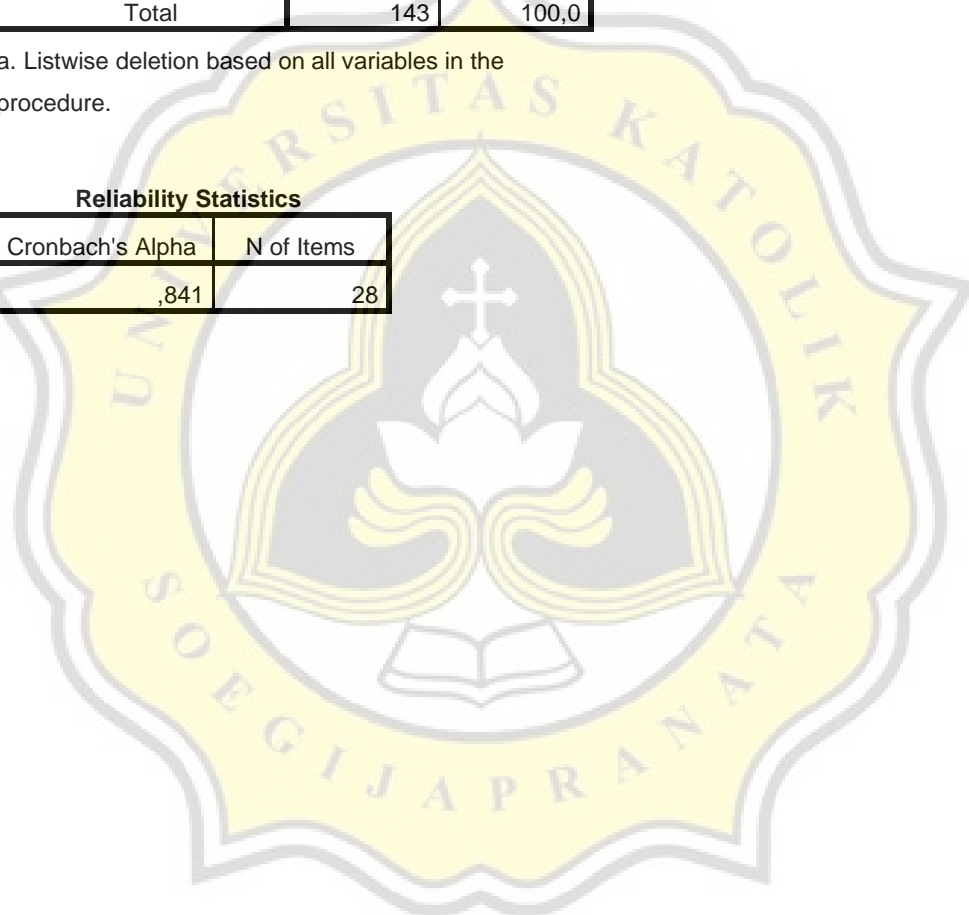 Total 143 100,0
a. Listwise deletion based on all variables in the
procedure.
Reliability Statistics
Cronbach's Alpha N of Items
,841 28
UNIVERSITAS KATOLIK
SOEGIJAPRANATA